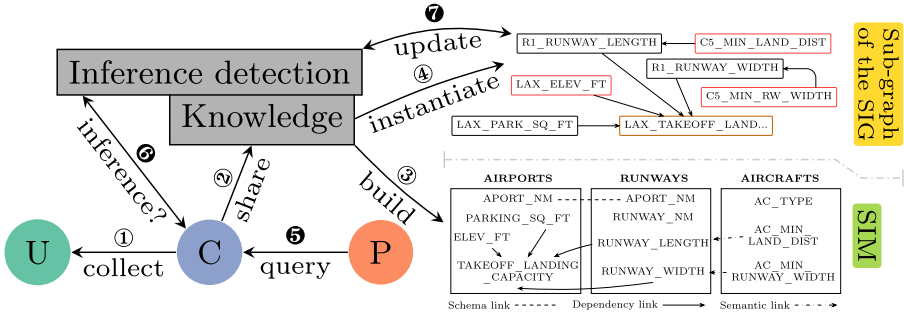 ❼
update
Inference detection
Knowledge
④
instantiate
❻
inference?
②
share
③
build
U
①
collect
C
❺
query
P
R1_RUNWAY_LENGTH
C5_MIN_LAND_DIST
R1_RUNWAY_WIDTH
LAX_ELEV_FT
C5_MIN_RW_WIDTH
LAX_PARK_SQ_FT
LAX_TAKEOFF_LAND...
Sub-graph
of the SIG
AIRPORTS
APORT_NM
PARKING_SQ_FT
ELEV_FT
TAKEOFF_LANDING
_CAPACITY
RUNWAYS
APORT_NM
RUNWAY_NM
RUNWAY_LENGTH
RUNWAY_WIDTH
AIRCRAFTS
AC_TYPE
AC_MIN_
LAND_DIST
AC_MIN_
RUNWAY_WIDTH
SIM
Schema link
Dependency link
Semantic link